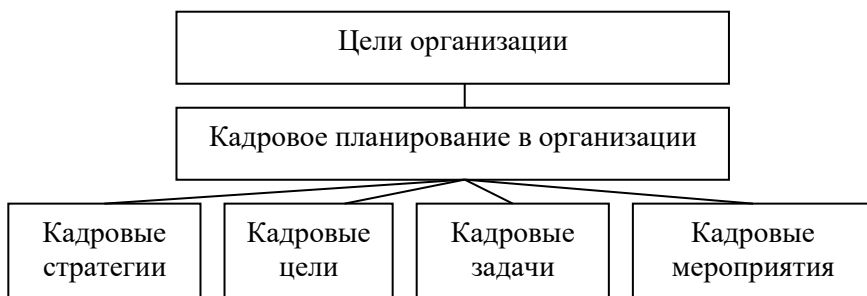 Цели организации
Кадровое планирование в организации
Кадровые
стратегии
Кадровые
цели
Кадровые
задачи
Кадровые
мероприятия